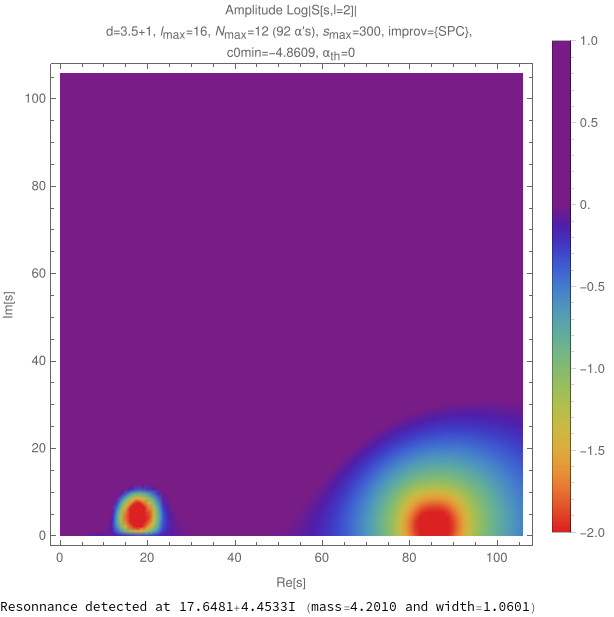 Amplitude Log|S[s,l=2]|
d=3.5+1, lmax=16, Nmax=12 (92 α's), smax=300, improv={SPC},
c0min=−4.8609, αth=0
1.0
0.5
0.
−0.5
−1.0
−1.5
−2.0
100
80
60
40
20
0
Im[s]
0 20 40 60 80 100
Re[s]
Resonnance detected at 17.6481+4.4533I (mass=4.2010 and width=1.0601)